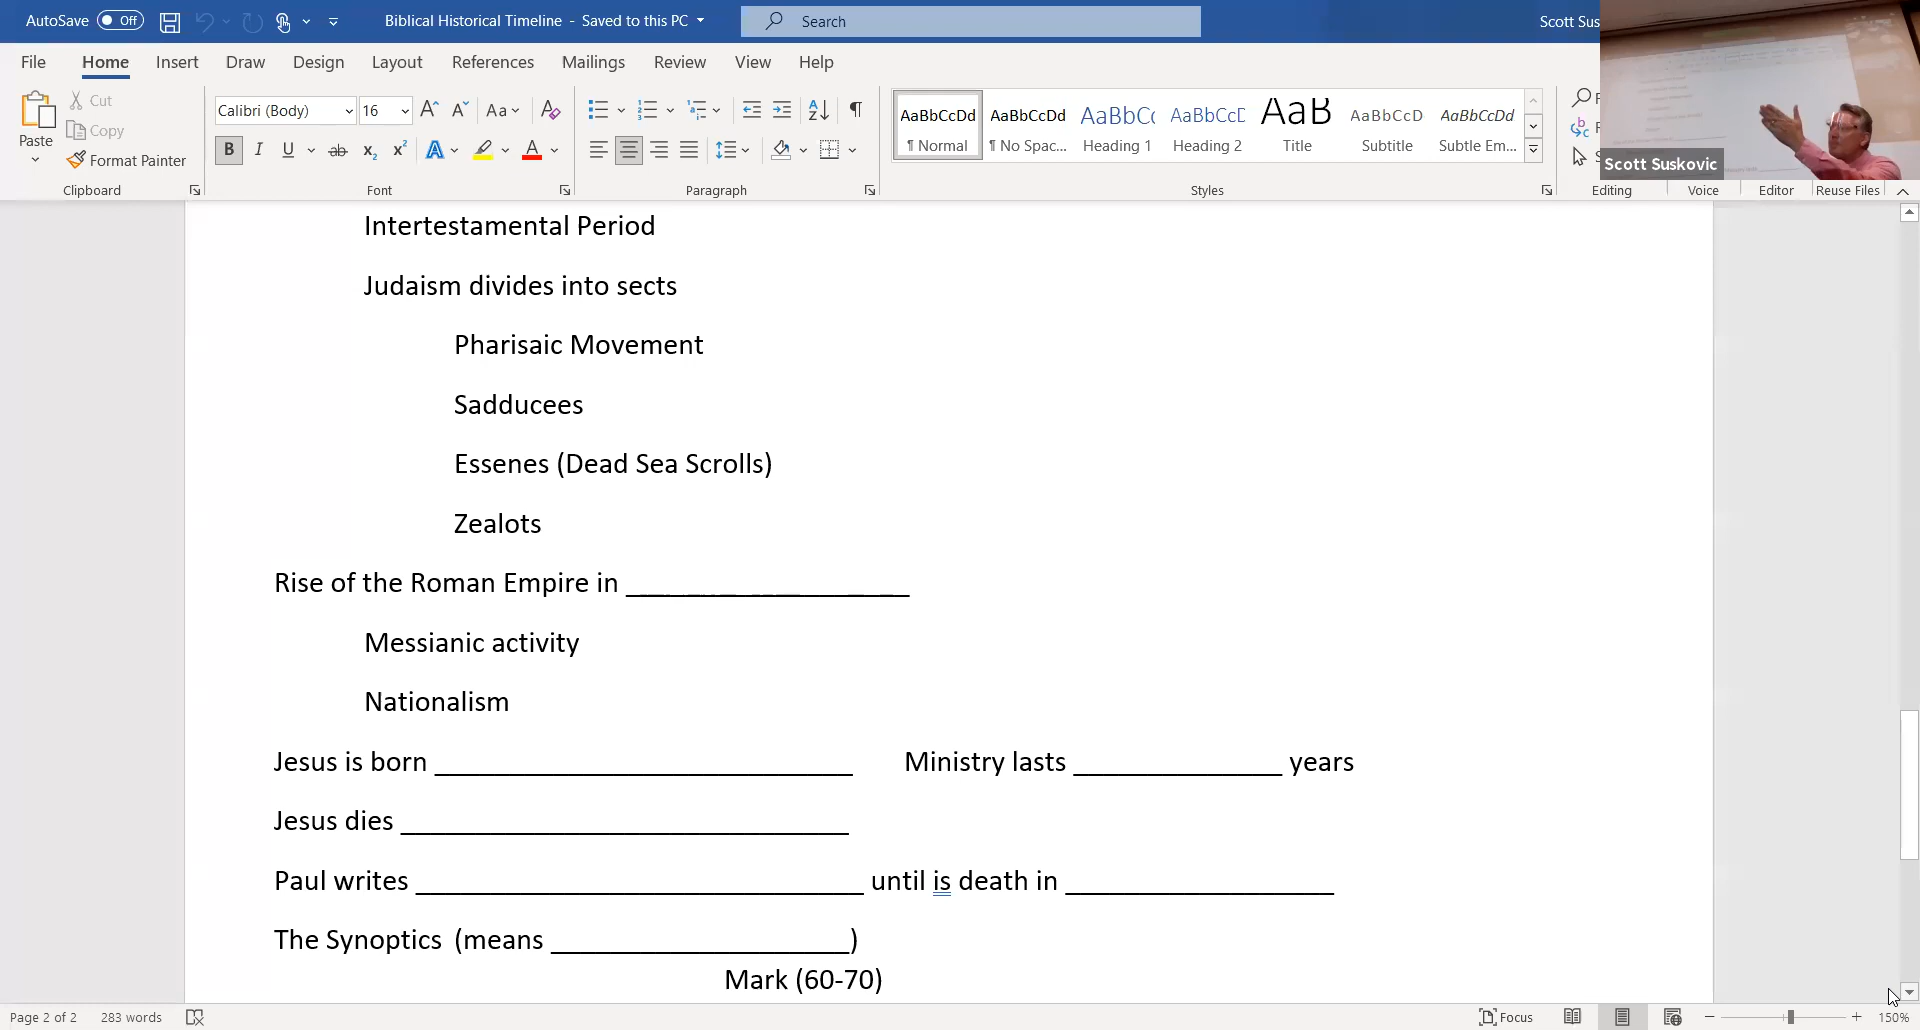 AutoSave Off Biblical Historical Timeline - Saved to this PC Search Scott Sus
File Home Insert Draw Design Layout References Mailings Review View Help
Paste Cut Copy Format Painter
Calibri (Body) 16 Aa
B I U ab x₂ x² A A
AaBbCcDd AaBbCcDd AaBbCc AaBbCcD AaB AaBbCcD AaBbCcDd
¶ Normal ¶ No Spac... Heading 1 Heading 2 Title Subtitle Subtle Em...
Scott Suskovic
Clipboard Font Paragraph Styles Editing Voice Editor Reuse Files
Intertestamental Period
Judaism divides into sects
Pharisaic Movement
Sadducees
Essenes (Dead Sea Scrolls)
Zealots
Rise of the Roman Empire in ___________________
Messianic activity
Nationalism
Jesus is born ____________________________ Ministry lasts ______________ years
Jesus dies ______________________________
Paul writes ______________________________ until is death in __________________
The Synoptics (means ____________________)
Mark (60-70)
Page 2 of 2 283 words Focus 150%